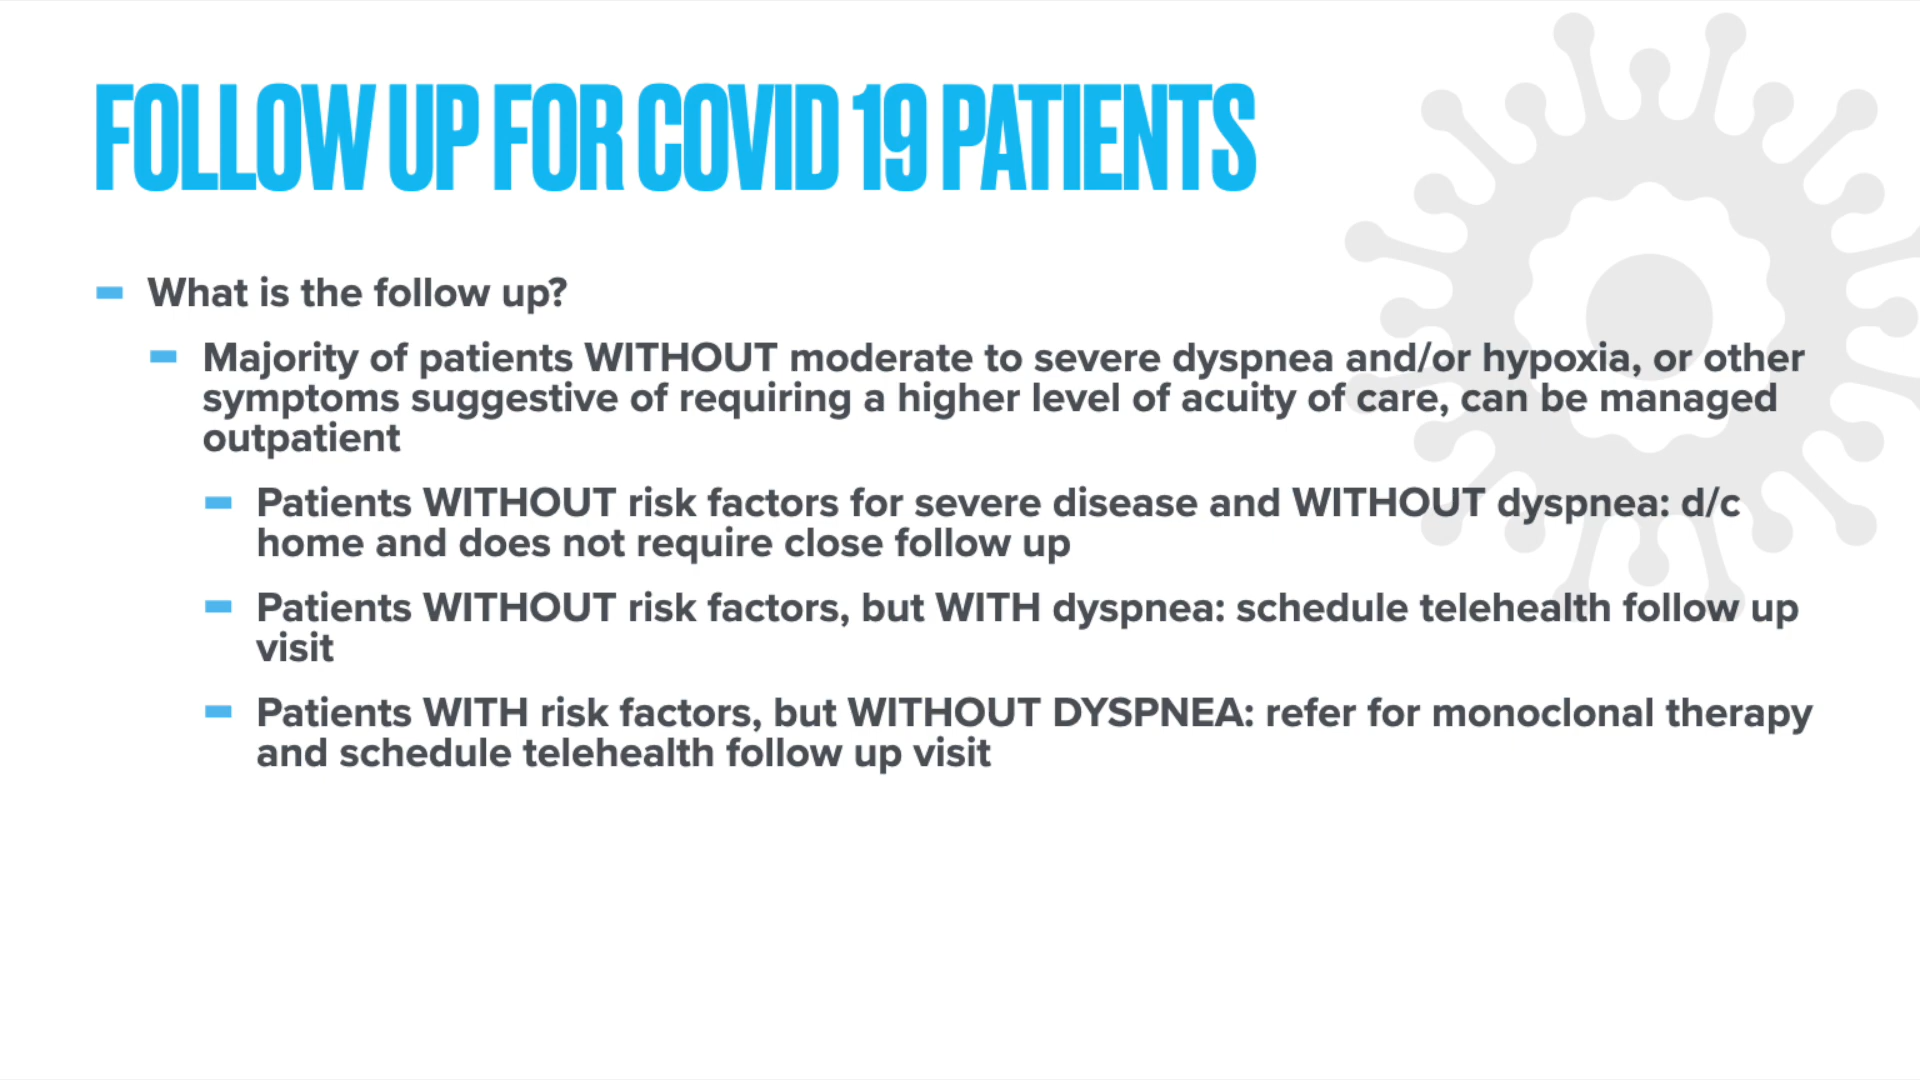 FOLLOW UP FOR COVID 19 PATIENTS
What is the follow up?
Majority of patients WITHOUT moderate to severe dyspnea and/or hypoxia, or other
symptoms suggestive of requiring a higher level of acuity of care, can be managed
outpatient
Patients WITHOUT risk factors for severe disease and WITHOUT dyspnea: d/c
home and does not require close follow up
Patients WITHOUT risk factors, but WITH dyspnea: schedule telehealth follow up
visit
Patients WITH risk factors, but WITHOUT DYSPNEA: refer for monoclonal therapy
and schedule telehealth follow up visit